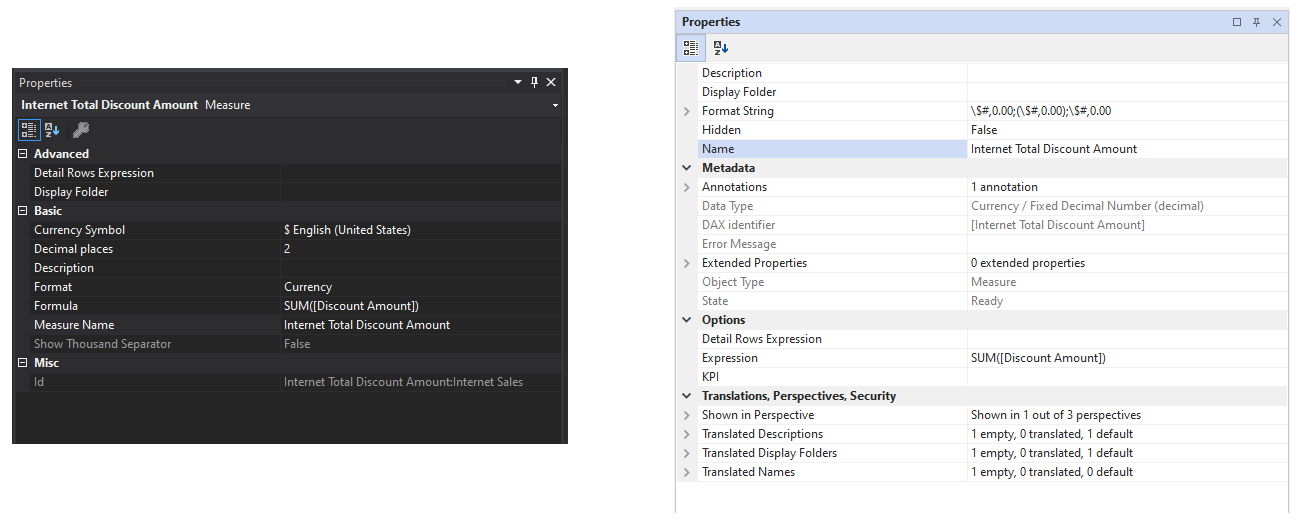 Properties
Internet Total Discount Amount Measure
Advanced
Detail Rows Expression
Display Folder
Basic
Currency Symbol $ English (United States)
Decimal places 2
Description
Format Currency
Formula SUM([Discount Amount])
Measure Name Internet Total Discount Amount
Show Thousand Separator False
Misc
Id Internet Total Discount Amount:Internet Sales
Properties
Description
Display Folder
Format String \$#,0.00;(\$#,0.00);\$#,0.00
Hidden False
Name Internet Total Discount Amount
Metadata
Annotations 1 annotation
Data Type Currency / Fixed Decimal Number (decimal)
DAX identifier [Internet Total Discount Amount]
Error Message
Extended Properties 0 extended properties
Object Type Measure
State Ready
Options
Detail Rows Expression
Expression SUM([Discount Amount])
KPI
Translations, Perspectives, Security
Shown in Perspective Shown in 1 out of 3 perspectives
Translated Descriptions 1 empty, 0 translated, 1 default
Translated Display Folders 1 empty, 0 translated, 1 default
Translated Names 1 empty, 0 translated, 0 default